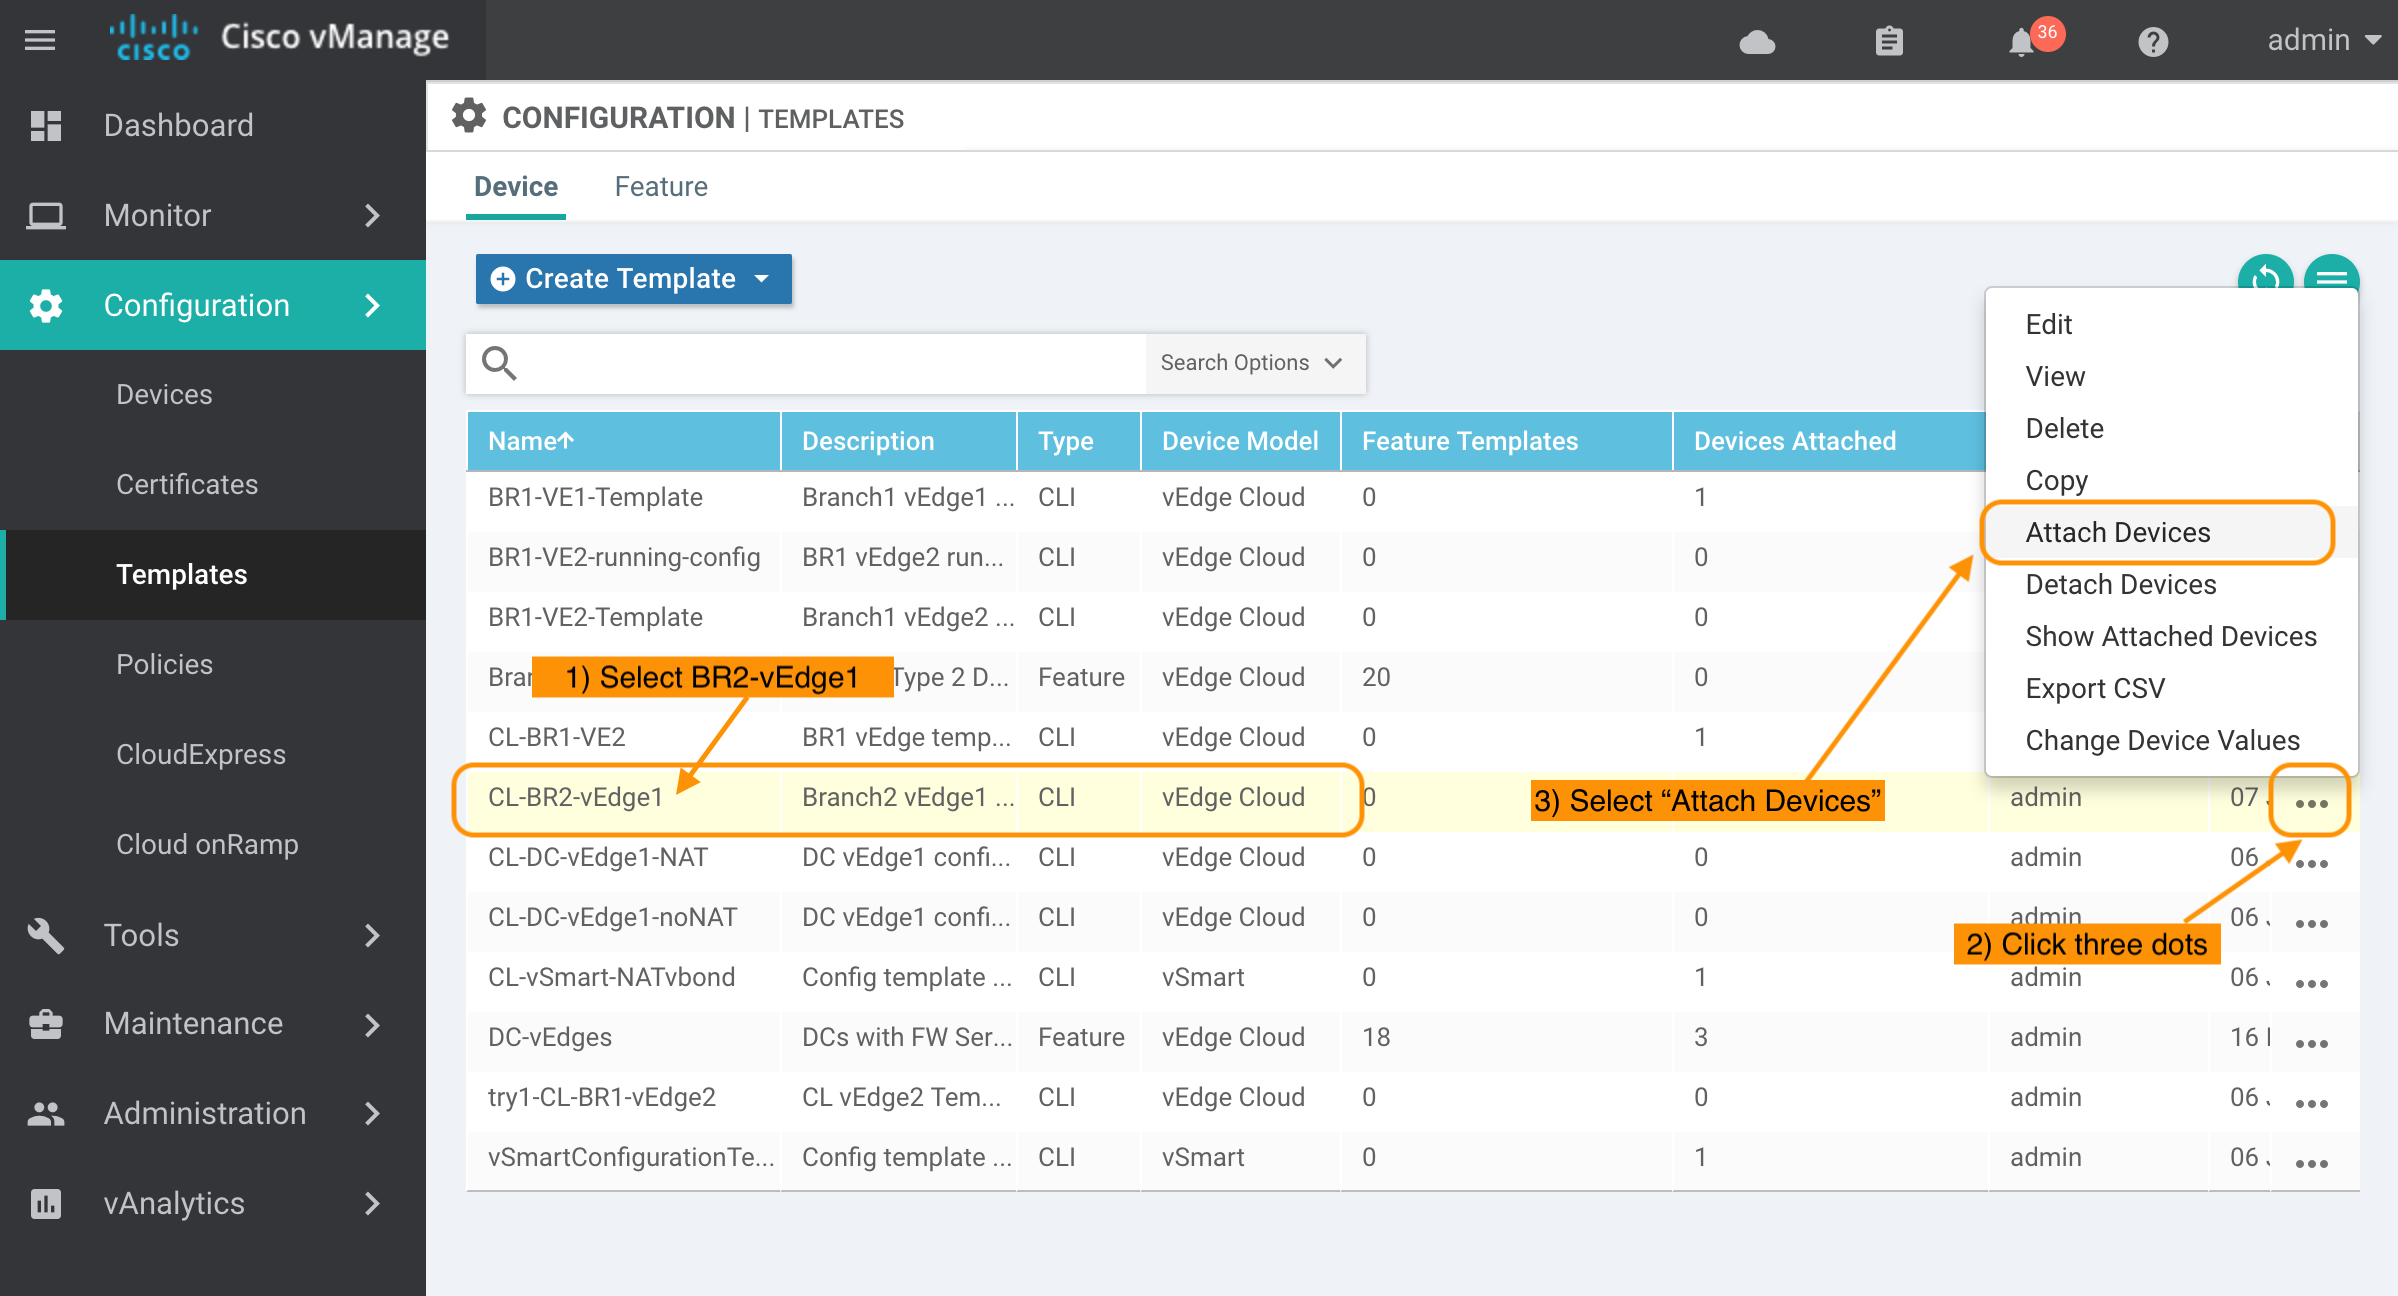 CISCO Cisco vManage 36 admin
Dashboard
Monitor
Configuration
Devices
Certificates
Templates
Policies
CloudExpress
Cloud onRamp
Tools
Maintenance
Administration
vAnalytics
CONFIGURATION | TEMPLATES
Device Feature
Create Template
Search Options
Name Description Type Device Model Feature Templates Devices Attached
BR1-VE1-Template Branch1 vEdge1 ... CLI vEdge Cloud 0 1
BR1-VE2-running-config BR1 vEdge2 run... CLI vEdge Cloud 0 0
BR1-VE2-Template Branch1 vEdge2 ... CLI vEdge Cloud 0 0
1) Select BR2-vEdge1 Type 2 D... Feature vEdge Cloud 20 0
CL-BR1-VE2 BR1 vEdge temp... CLI vEdge Cloud 0 1
CL-BR2-vEdge1 Branch2 vEdge1 ... CLI vEdge Cloud 0 3) Select “Attach Devices” admin 07
CL-DC-vEdge1-NAT DC vEdge1 confi... CLI vEdge Cloud 0 0 admin 06
CL-DC-vEdge1-noNAT DC vEdge1 confi... CLI vEdge Cloud 0 0 admin 06
2) Click three dots
CL-vSmart-NATvbond Config template ... CLI vSmart 0 1 admin 06
DC-vEdges DCs with FW Ser... Feature vEdge Cloud 18 3 admin 16
try1-CL-BR1-vEdge2 CL vEdge2 Tem... CLI vEdge Cloud 0 0 admin 06
vSmartConfigurationTe... Config template ... CLI vSmart 0 1 admin 06
Edit
View
Delete
Copy
Attach Devices
Detach Devices
Show Attached Devices
Export CSV
Change Device Values